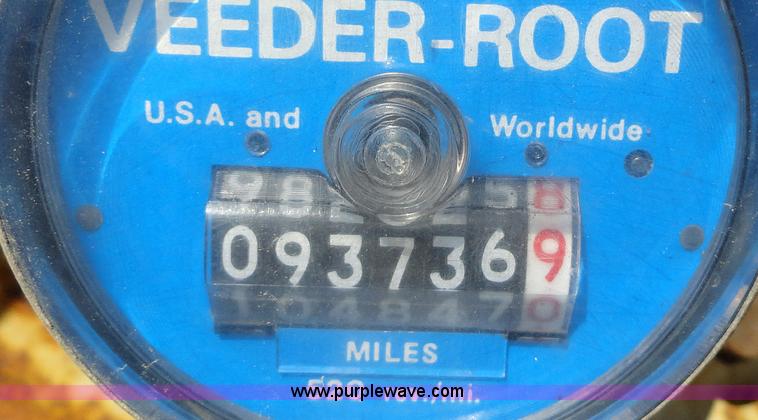 VEEDER-ROOT
U.S.A. and Worldwide
0937369
MILES
www.purplewave.com